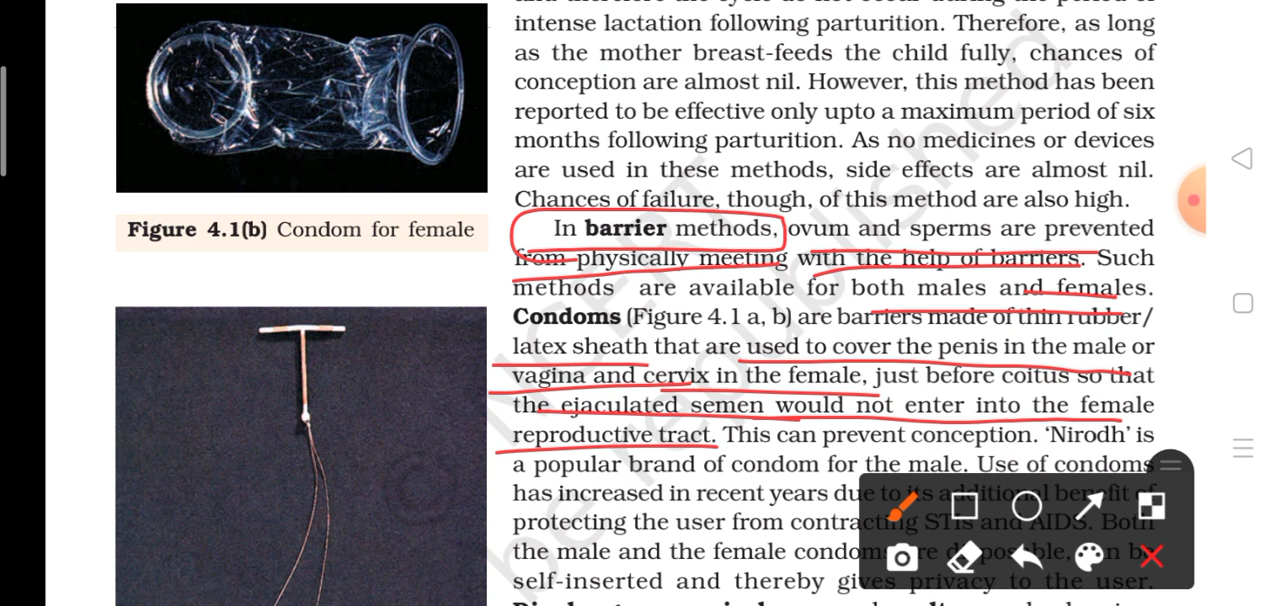 Figure 4.1(b) Condom for female
intense lactation following parturition. Therefore, as long
as the mother breast-feeds the child fully, chances of
conception are almost nil. However, this method has been
reported to be effective only upto a maximum period of six
months following parturition. As no medicines or devices
are used in these methods, side effects are almost nil.
Chances of failure, though, of this method are also high.
In barrier methods, ovum and sperms are prevented
from physically meeting with the help of barriers. Such
methods are available for both males and females.
Condoms (Figure 4.1 a, b) are barriers made of thin rubber/
latex sheath that are used to cover the penis in the male or
vagina and cervix in the female, just before coitus so that
the ejaculated semen would not enter into the female
reproductive tract. This can prevent conception. ‘Nirodh’ is
a popular brand of condom for the male. Use of condoms
has increased in recent years due to its additional benefit of
protecting the user from contracting STIs and AIDS. Both
the male and the female condoms are disposable, can be
self-inserted and thereby gives privacy to the user.
© NCERT
be republished